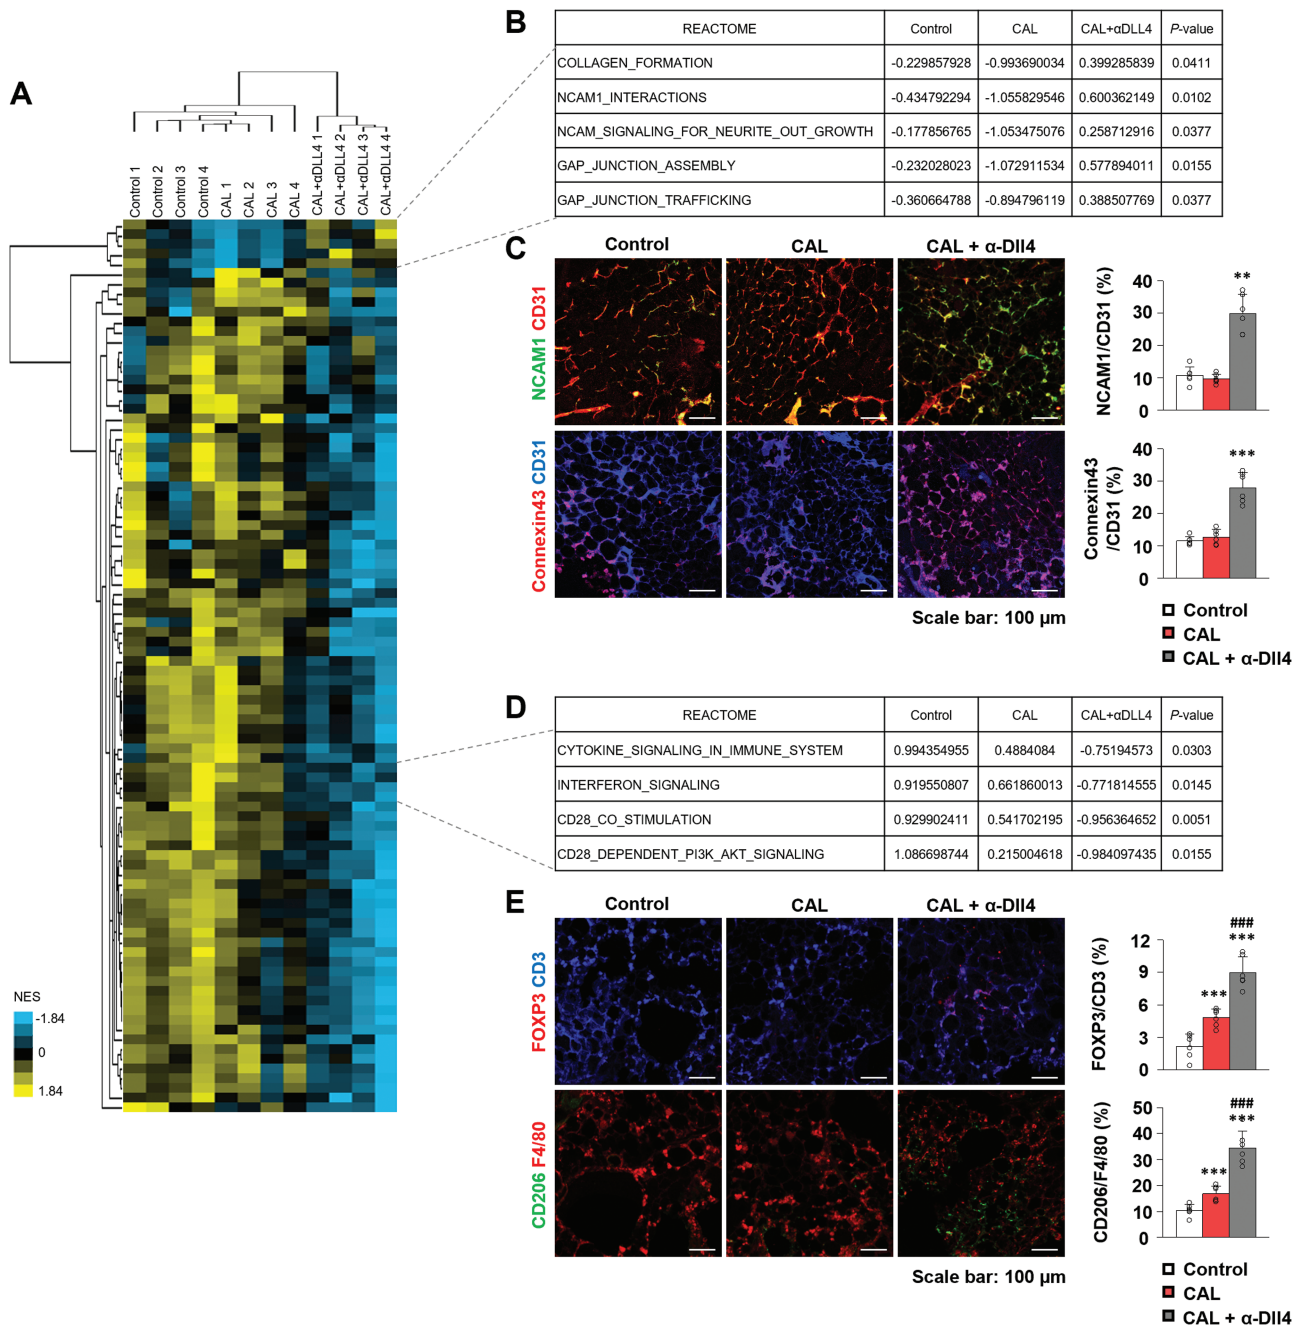 A
Control 1
Control 2
Control 3
Control 4
CAL 1
CAL 2
CAL 3
CAL 4
CAL+αDLL4 1
CAL+αDLL4 2
CAL+αDLL4 3
CAL+αDLL4 4
NES
-1.84
0
1.84
B
REACTOME Control CAL CAL+αDLL4 P-value
COLLAGEN_FORMATION -0.229857928 -0.993690034 0.399285839 0.0411
NCAM1_INTERACTIONS -0.434792294 -1.055829546 0.600362149 0.0102
NCAM_SIGNALING_FOR_NEURITE_OUT_GROWTH -0.177856765 -1.053475076 0.258712916 0.0377
GAP_JUNCTION_ASSEMBLY -0.232028023 -1.072911534 0.577894011 0.0155
GAP_JUNCTION_TRAFFICKING -0.360664788 -0.894796119 0.388507769 0.0377
C
Control CAL CAL + α-Dll4
NCAM1 CD31
NCAM1/CD31 (%)
40
30
20
10
0
**
Connexin43 CD31
Connexin43
/CD31 (%)
40
30
20
10
0
***
Scale bar: 100 µm
Control
CAL
CAL + α-Dll4
D
REACTOME Control CAL CAL+αDLL4 P-value
CYTOKINE_SIGNALING_IN_IMMUNE_SYSTEM 0.994354955 0.4884084 -0.75194573 0.0303
INTERFERON_SIGNALING 0.919550807 0.661860013 -0.771814555 0.0145
CD28_CO_STIMULATION 0.929902411 0.541702195 -0.956364652 0.0051
CD28_DEPENDENT_PI3K_AKT_SIGNALING 1.086698744 0.215004618 -0.984097435 0.0155
E
Control CAL CAL + α-Dll4
FOXP3 CD3
FOXP3/CD3 (%)
12
9
6
3
0
***
###
***
CD206 F4/80
CD206/F4/80 (%)
50
40
30
20
10
0
***
###
***
Scale bar: 100 µm
Control
CAL
CAL + α-Dll4